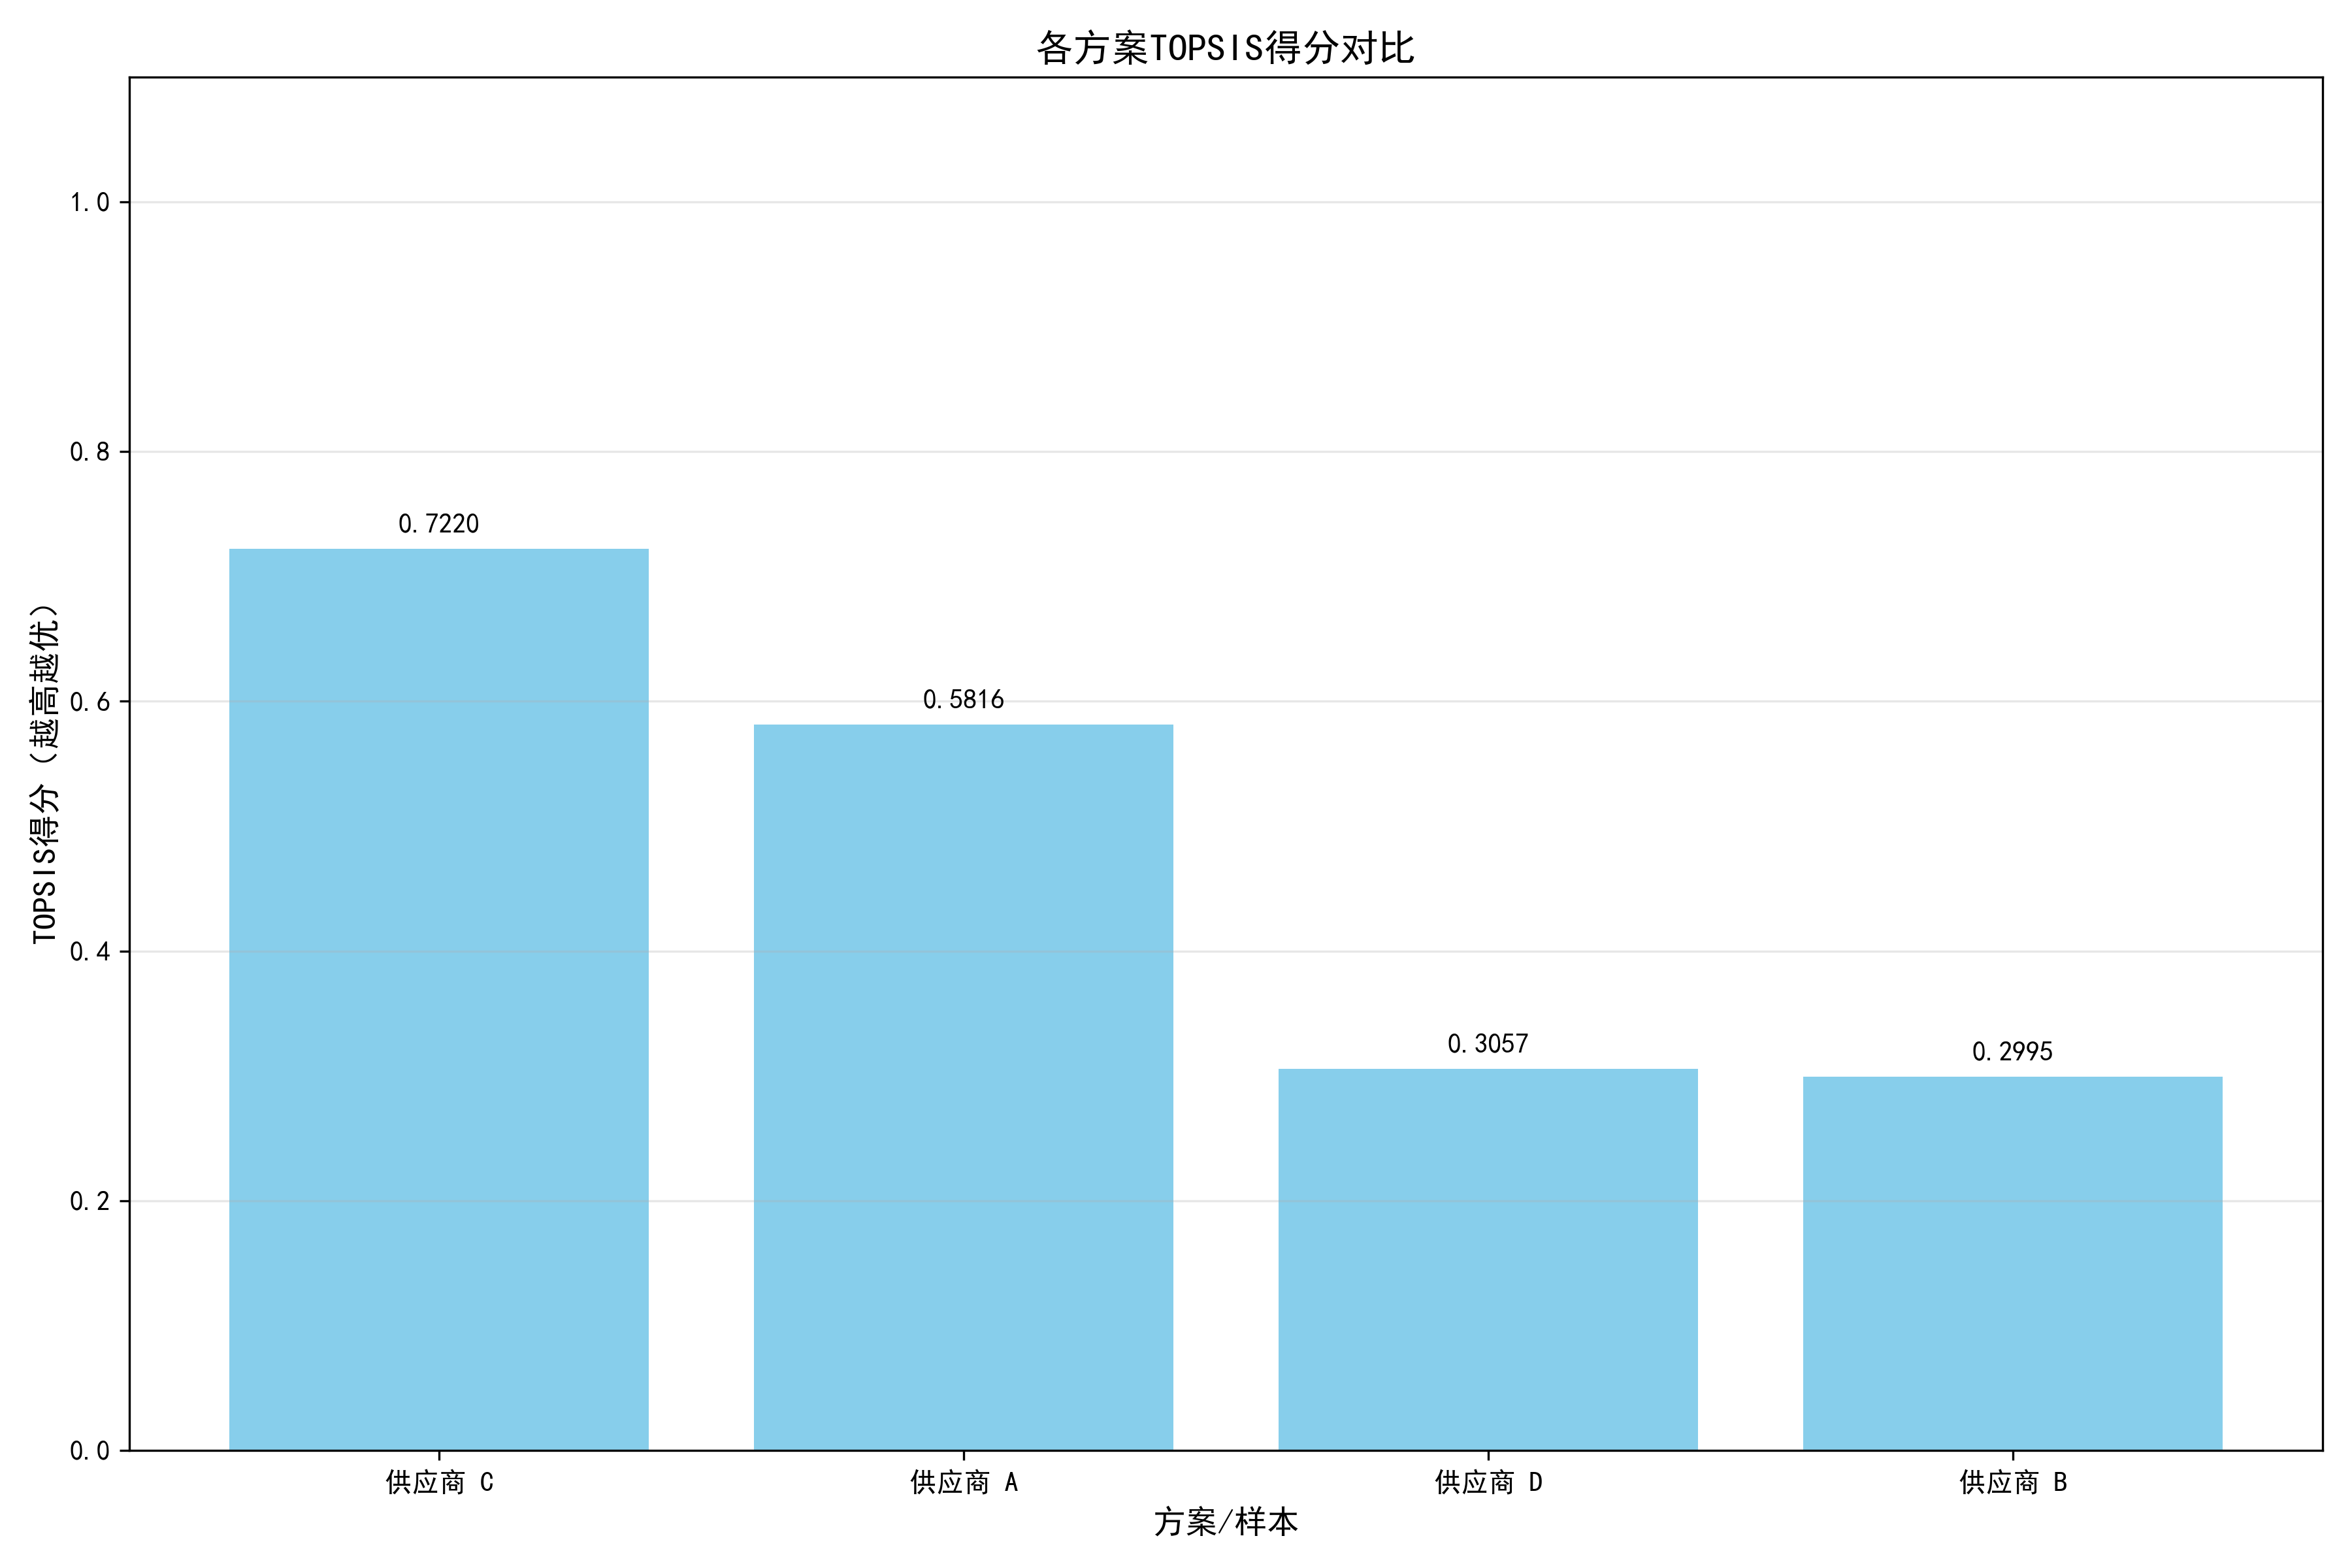 各方案TOPSIS得分对比
TOPSIS得分（越高越优）
1.0
0.8
0.6
0.4
0.2
0.0
0.7220
0.5816
0.3057
0.2995
供应商 C
供应商 A
供应商 D
供应商 B
方案/样本